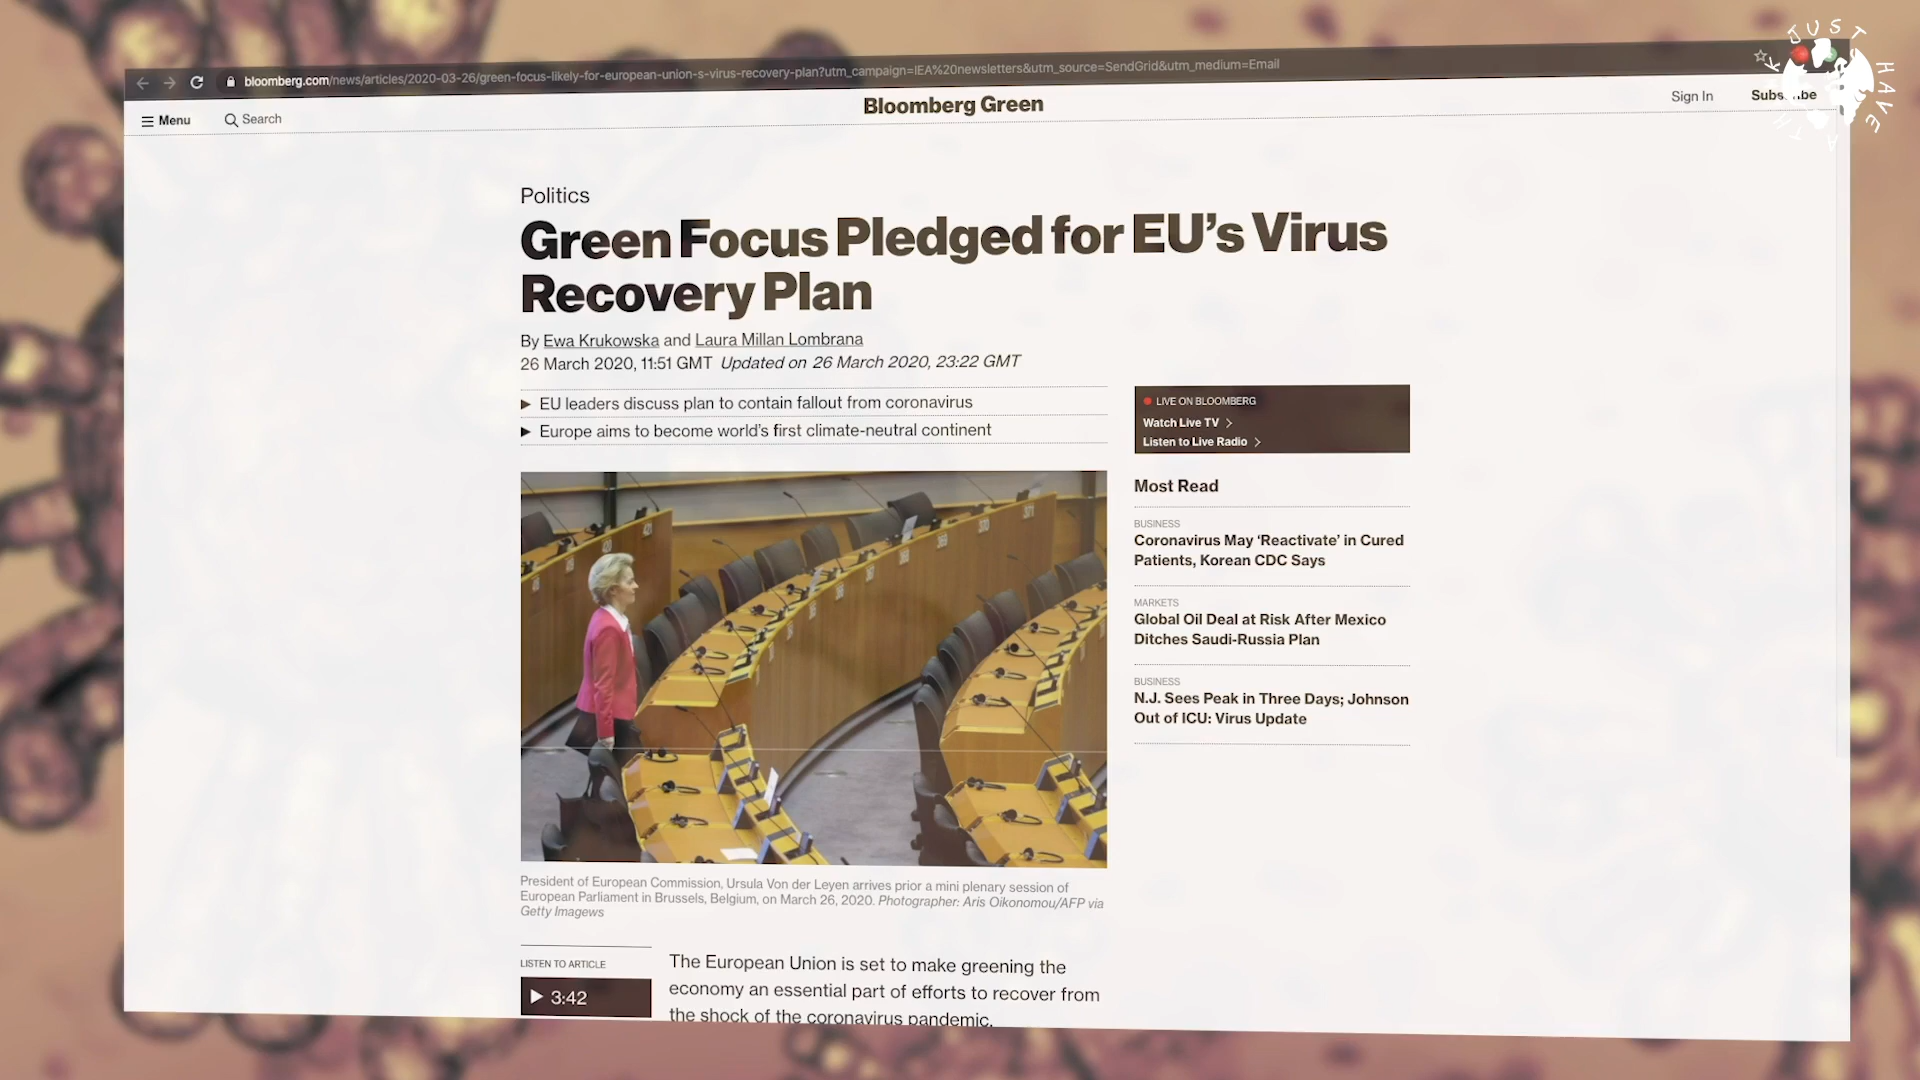 bloomberg.com/news/articles/2020-03-26/green-focus-likely-for-european-union-s-virus-recovery-plan?utm_campaign=IEA%20newsletters&utm_source=SendGrid&utm_medium=Email
JUST HAVE A THINK
Menu
Search
Bloomberg Green
Sign In
Politics
Green Focus Pledged for EU's Virus
Recovery Plan
By Ewa Krukowska and Laura Millan Lombrana
26 March 2020, 11:51 GMT Updated on 26 March 2020, 23:22 GMT
EU leaders discuss plan to contain fallout from coronavirus
Europe aims to become world's first climate-neutral continent
LIVE ON BLOOMBERG
Watch Live TV
Listen to Live Radio
Most Read
BUSINESS
Coronavirus May 'Reactivate' in Cured
Patients, Korean CDC Says
MARKETS
Global Oil Deal at Risk After Mexico
Ditches Saudi-Russia Plan
BUSINESS
N.J. Sees Peak in Three Days; Johnson
Out of ICU: Virus Update
President of European Commission, Ursula Von der Leyen arrives prior a mini plenary session of
European Parliament in Brussels, Belgium, on March 26, 2020. Photographer: Aris Oikonomou/AFP via
Getty Imagews
LISTEN TO ARTICLE
3:42
The European Union is set to make greening the
economy an essential part of efforts to recover from
the shock of the coronavirus pandemic.